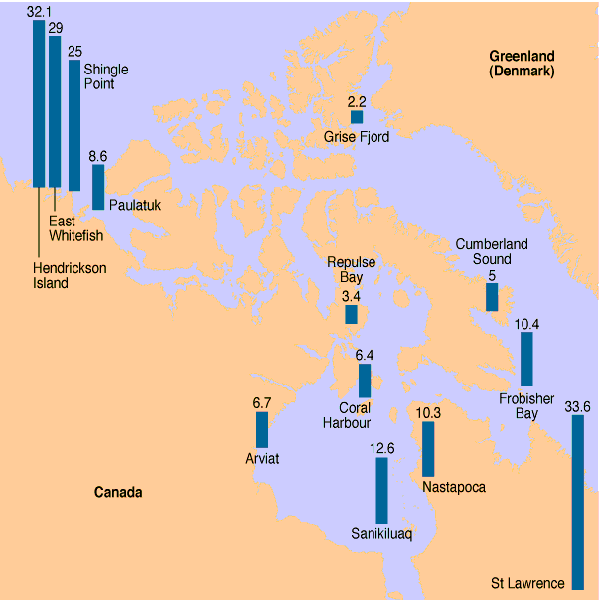 32.1
29
25
Shingle
Point
Greenland
(Denmark)
2.2
Grise Fjord
8.6
Paulatuk
East
Whitefish
Hendrickson
Island
Repulse
Bay
3.4
Cumberland
Sound
5
10.4
Frobisher
Bay
6.4
Coral
Harbour
6.7
Arviat
10.3
Nastapoca
33.6
12.6
Sanikiluaq
Canada
St Lawrence